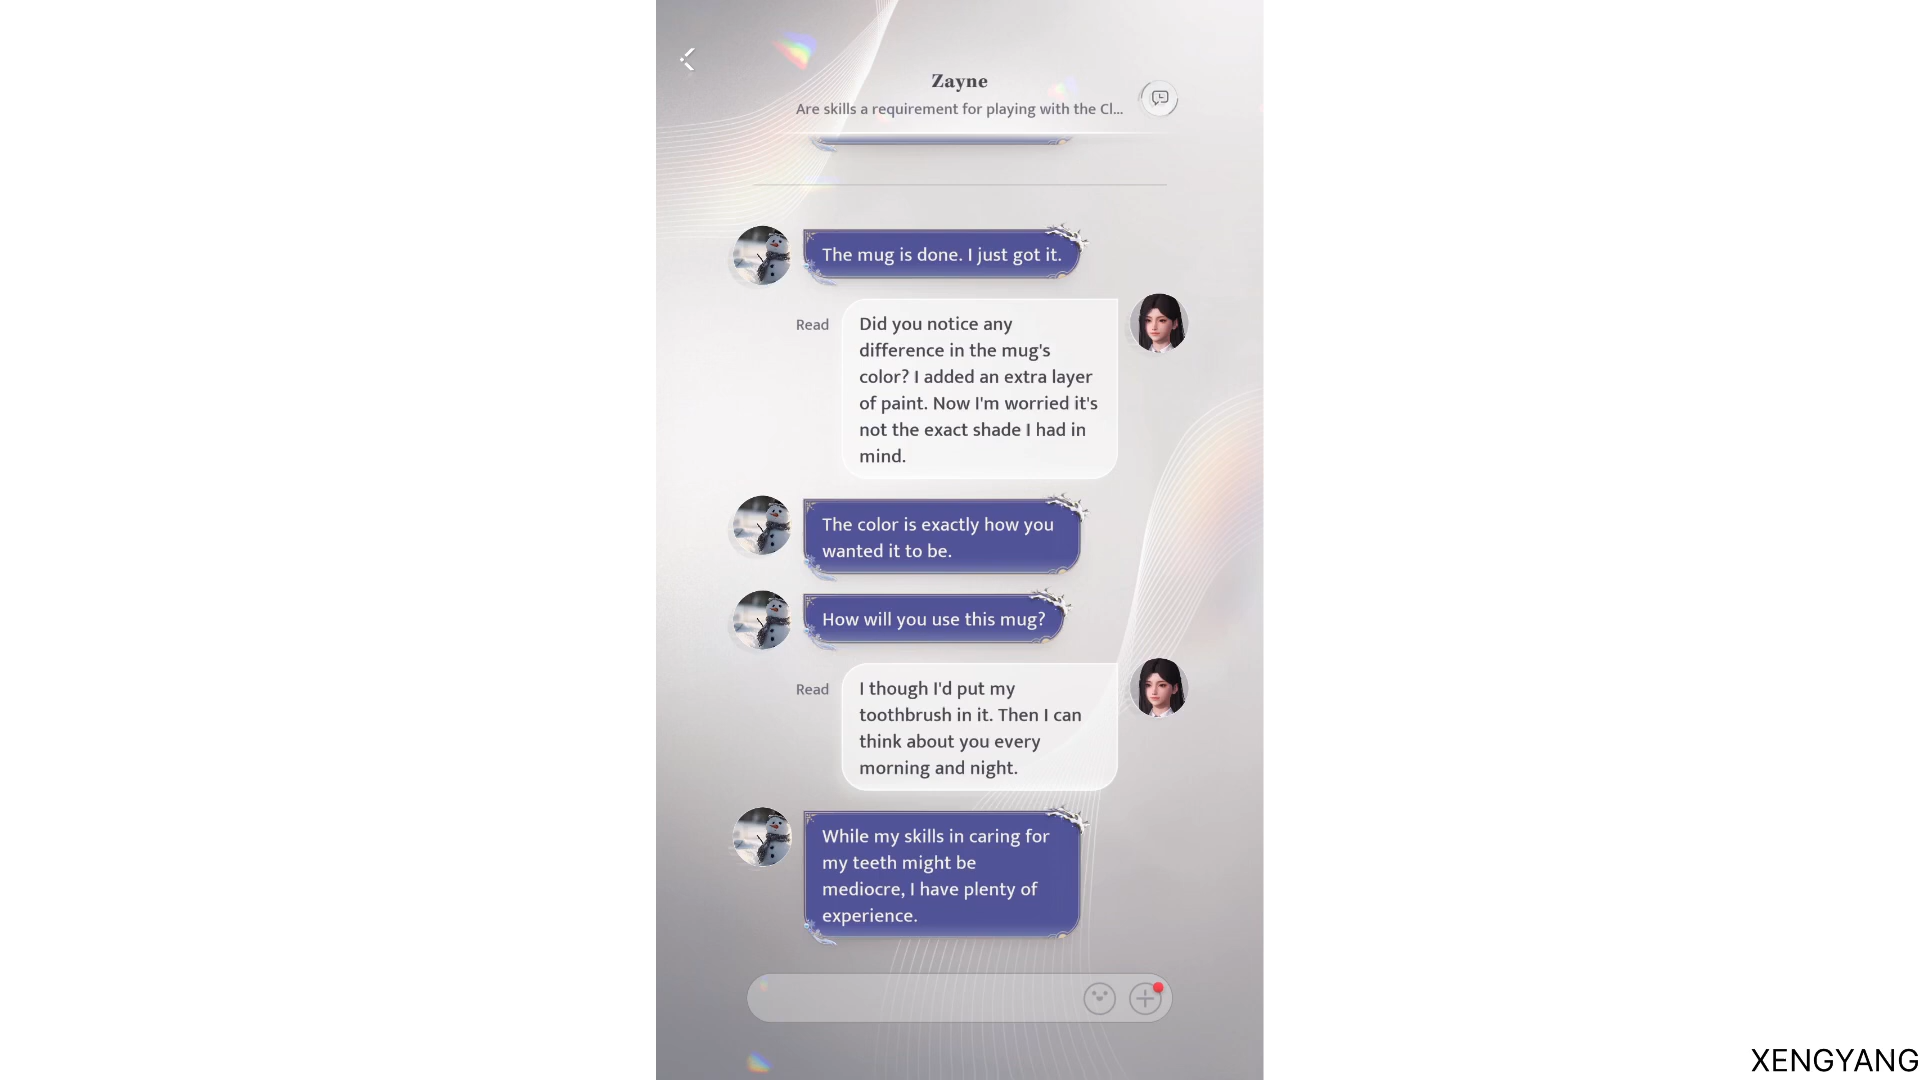 Zayne
Are skills a requirement for playing with the Cl...
The mug is done. I just got it.
Read
Did you notice any
difference in the mug's
color? I added an extra layer
of paint. Now I'm worried it's
not the exact shade I had in
mind.
The color is exactly how you
wanted it to be.
How will you use this mug?
Read
I though I'd put my
toothbrush in it. Then I can
think about you every
morning and night.
While my skills in caring for
my teeth might be
mediocre, I have plenty of
experience.
XENGYANG